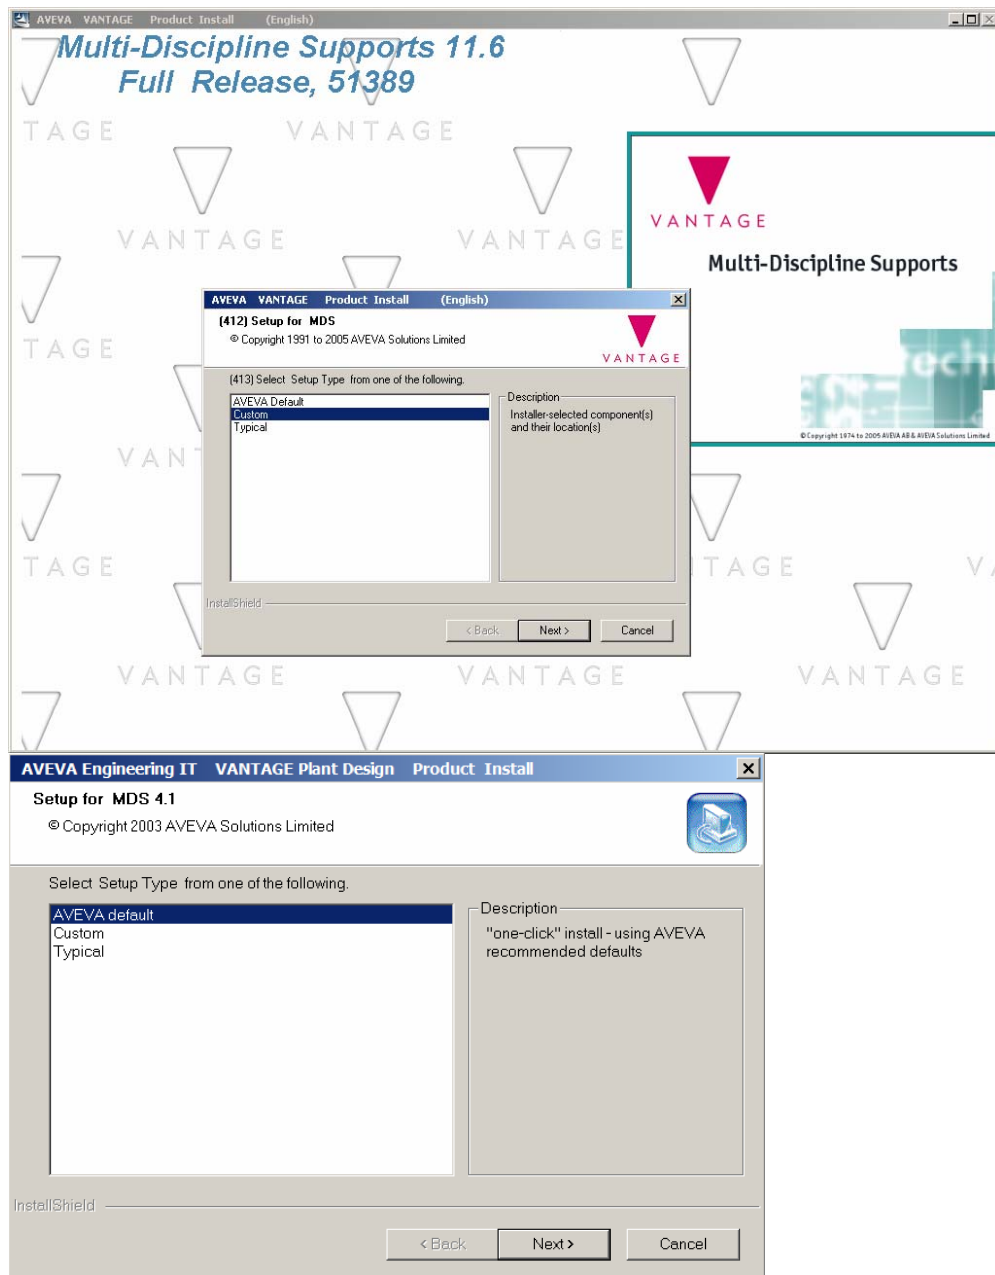 AVEVA VANTAGE Product Install (English)
Multi-Discipline Supports 11.6
Full Release, 51389
TAGE VANTAGE
VANTAGE VANTAGE
VANTAGE
Multi-Discipline Supports
TAGE
VANT
© Copyright 1974 to 2005 AVEVA AB & AVEVA Solutions Limited
TAGE TAGE VA
VANTAGE VANTAGE VANTAGE
AVEVA VANTAGE Product Install (English)
(412) Setup for MDS
© Copyright 1991 to 2005 AVEVA Solutions Limited
VANTAGE
(413) Select Setup Type from one of the following.
AVEVA Default
Custom
Typical
Description
Installer-selected component(s)
and their location(s)
InstallShield
< Back Next > Cancel
AVEVA Engineering IT VANTAGE Plant Design Product Install
Setup for MDS 4.1
© Copyright 2003 AVEVA Solutions Limited
Select Setup Type from one of the following.
AVEVA default
Custom
Typical
Description
"one-click" install - using AVEVA
recommended defaults
InstallShield
< Back Next > Cancel